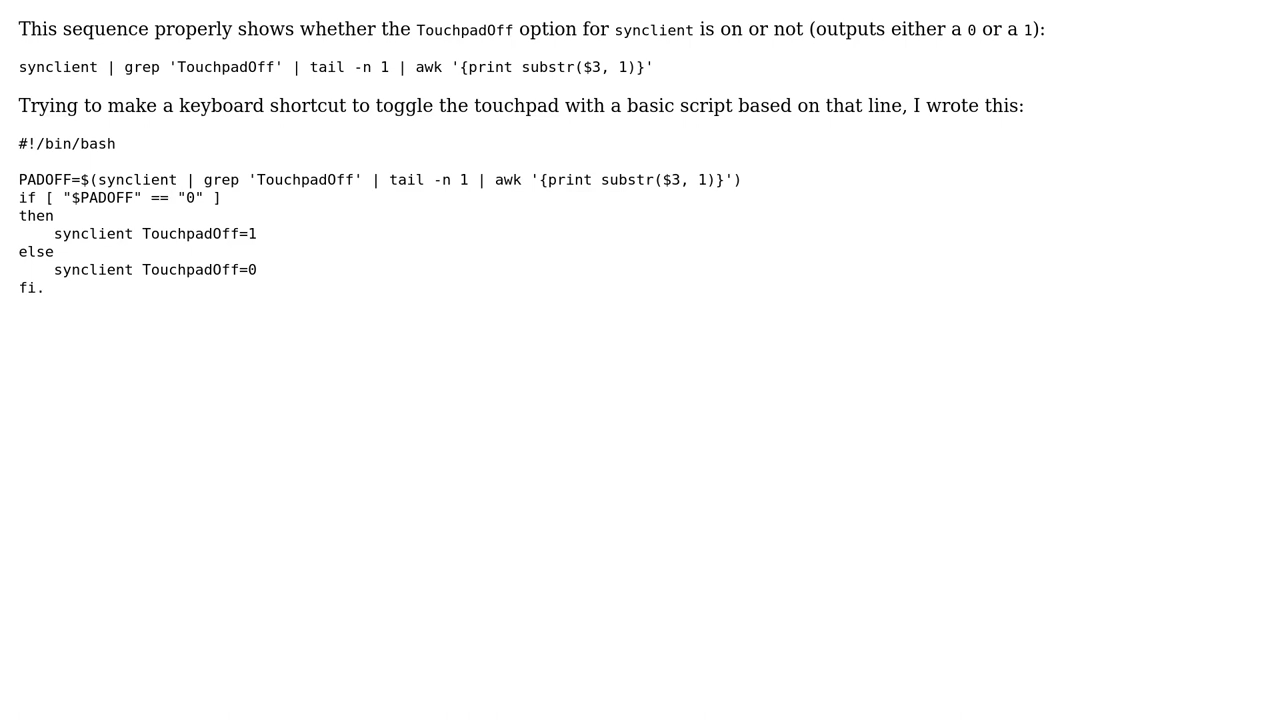 This sequence properly shows whether the TouchpadOff option for synclient is on or not (outputs either a 0 or a 1):
synclient | grep 'TouchpadOff' | tail -n 1 | awk '{print substr($3, 1)}'
Trying to make a keyboard shortcut to toggle the touchpad with a basic script based on that line, I wrote this:
#!/bin/bash
PADOFF=$(synclient | grep 'TouchpadOff' | tail -n 1 | awk '{print substr($3, 1)}')
if [ "$PADOFF" == "0" ]
then
    synclient TouchpadOff=1
else
    synclient TouchpadOff=0
fi.